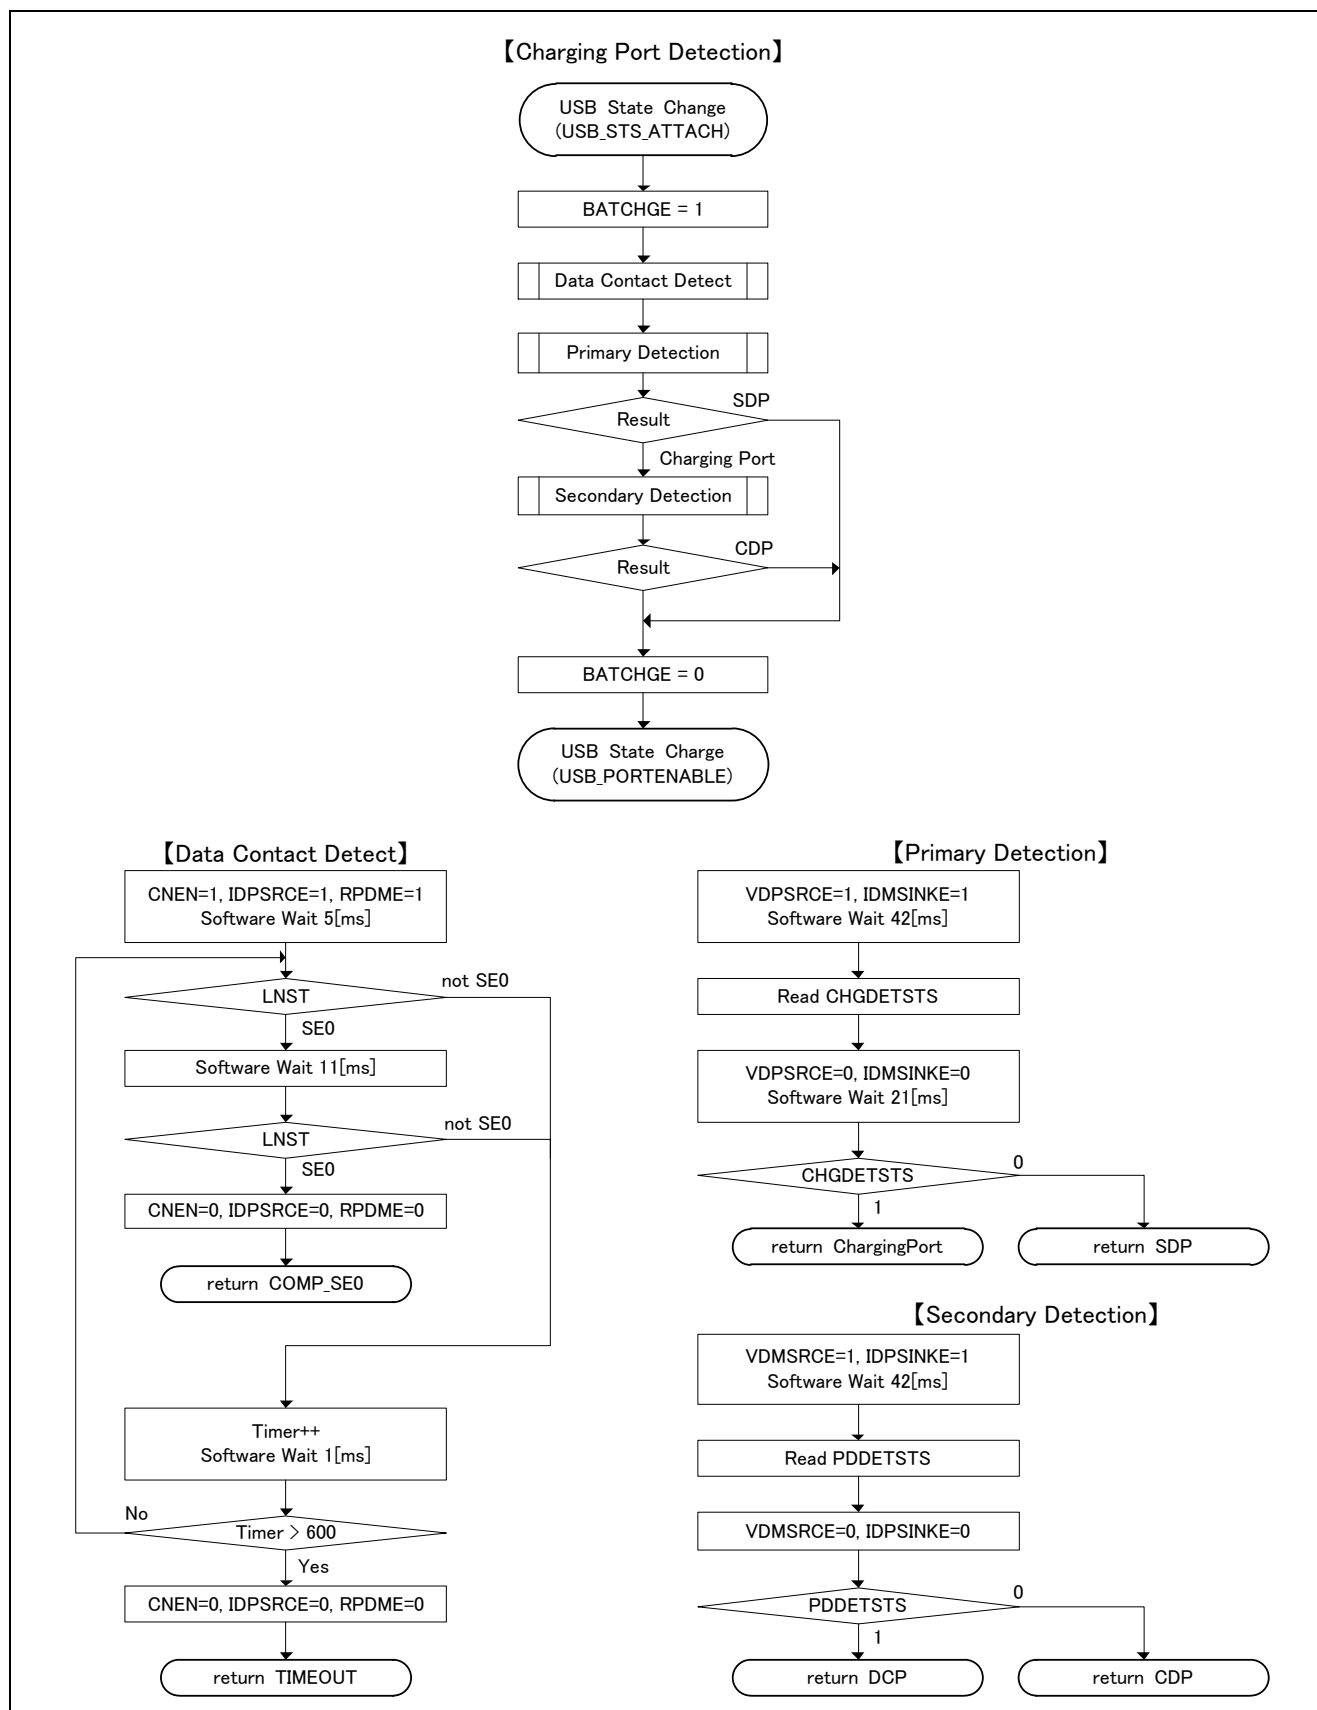 【Charging Port Detection】
USB State Change
(USB_STS_ATTACH)
BATCHGE = 1
Data Contact Detect
Primary Detection
SDP
Result
Charging Port
Secondary Detection
CDP
Result
BATCHGE = 0
USB State Charge
(USB_PORTENABLE)
【Data Contact Detect】
CNEN=1, IDPSRCE=1, RPDME=1
Software Wait 5[ms]
not SE0
LNST
SE0
Software Wait 11[ms]
not SE0
LNST
SE0
CNEN=0, IDPSRCE=0, RPDME=0
return COMP_SE0
Timer++
Software Wait 1[ms]
No
Timer > 600
Yes
CNEN=0, IDPSRCE=0, RPDME=0
return TIMEOUT
【Primary Detection】
VDPSRCE=1, IDMSINKE=1
Software Wait 42[ms]
Read CHGDETSTS
VDPSRCE=0, IDMSINKE=0
Software Wait 21[ms]
0
CHGDETSTS
1
return ChargingPort
return SDP
【Secondary Detection】
VDMSRCE=1, IDPSINKE=1
Software Wait 42[ms]
Read PDDETSTS
VDMSRCE=0, IDPSINKE=0
0
PDDETSTS
1
return DCP
return CDP